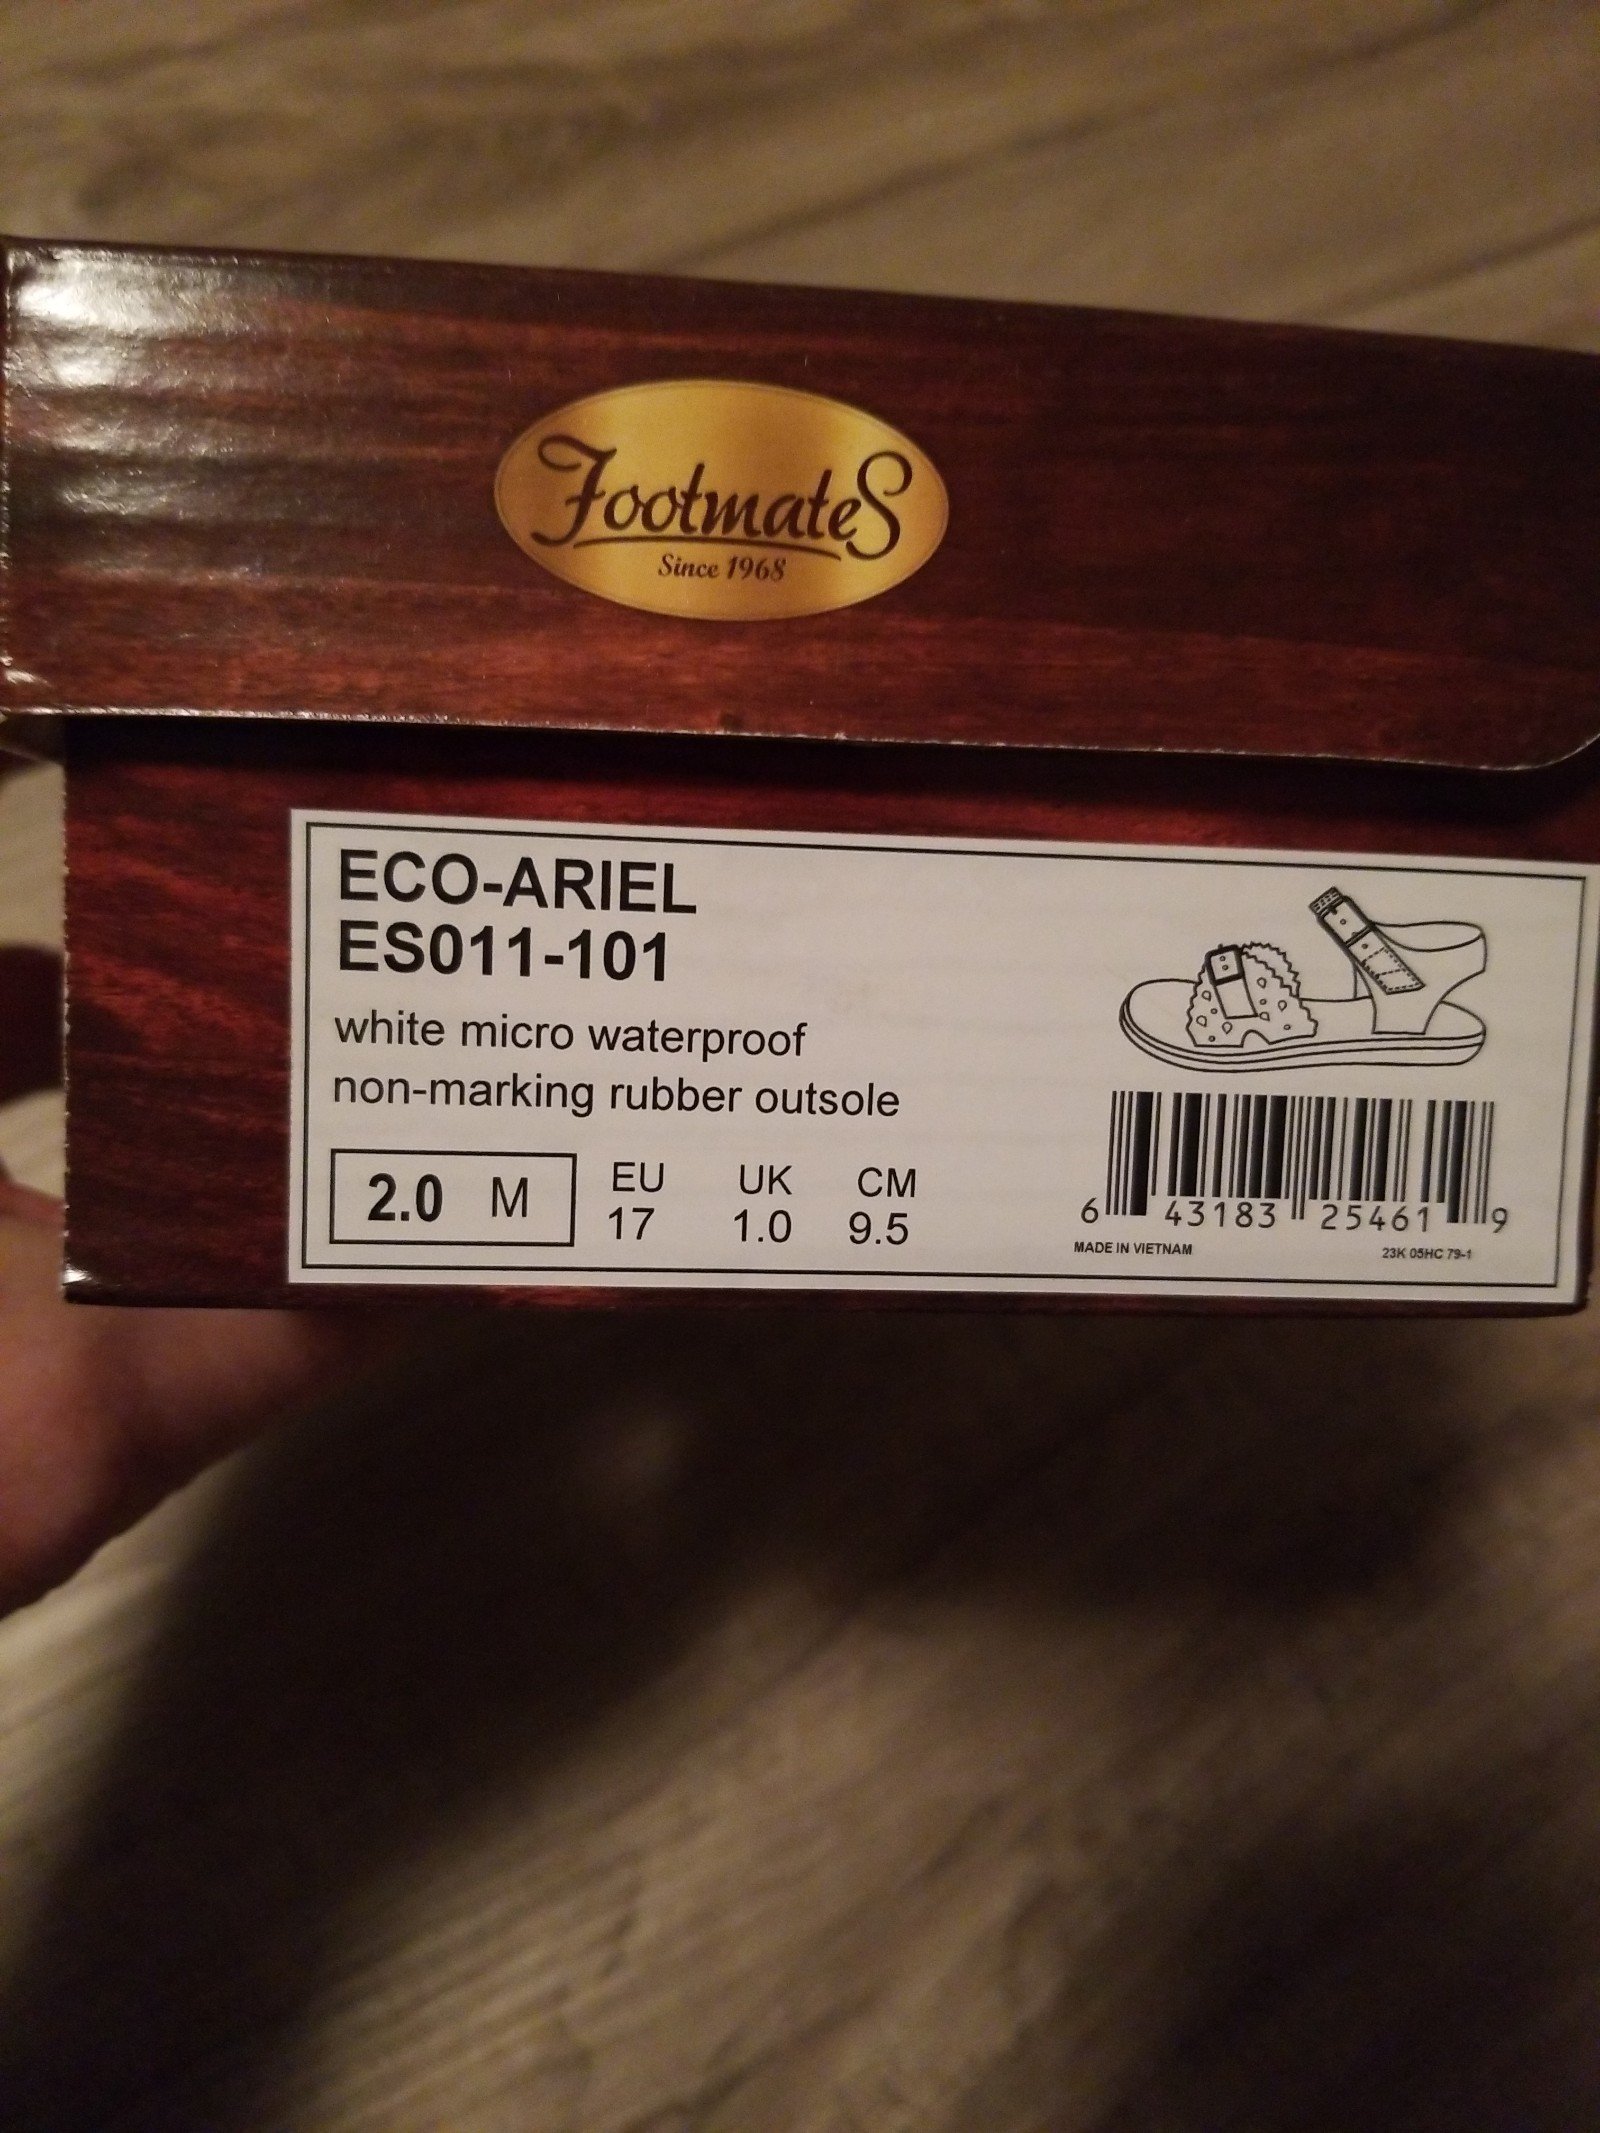 FootmateS
Since 1968
ECO-ARIEL
ES011-101
white micro waterproof
non-marking rubber outsole
2.0 M
EU UK CM
17 1.0 9.5
6 43183 25461 9
MADE IN VIETNAM 23K 05HC 79-1